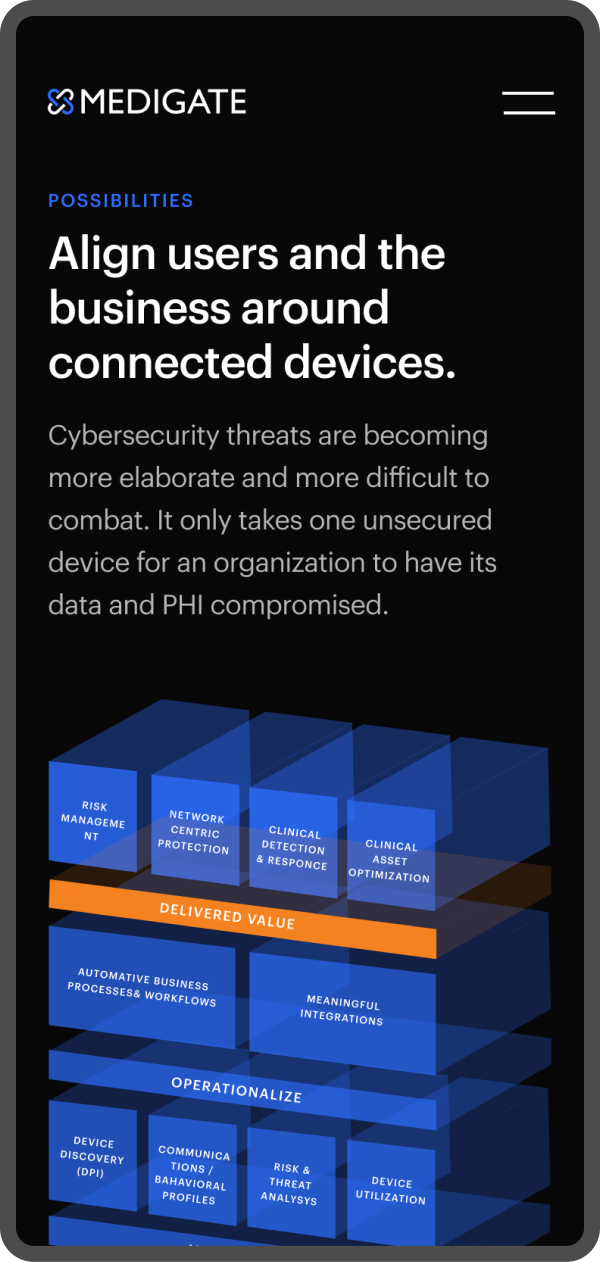 MEDIGATE
POSSIBILITIES
Align users and the
business around
connected devices.
Cybersecurity threats are becoming
more elaborate and more difficult to
combat. It only takes one unsecured
device for an organization to have its
data and PHI compromised.
RISK
MANAGEME
NT
NETWORK
CENTRIC
PROTECTION
CLINICAL
DETECTION
& RESPONCE
CLINICAL
ASSET
OPTIMIZATION
DELIVERED VALUE
AUTOMATIVE BUSINESS
PROCESSES& WORKFLOWS
MEANINGFUL
INTEGRATIONS
OPERATIONALIZE
DEVICE
DISCOVERY
(DPI)
COMMUNICA
TIONS /
BAHAVIORAL
PROFILES
RISK &
THREAT
ANALYSYS
DEVICE
UTILIZATION